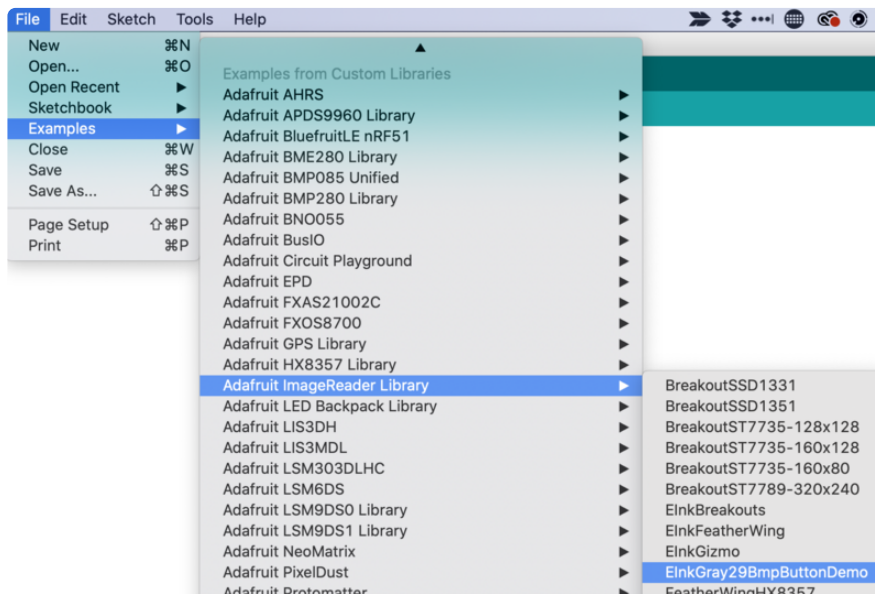 File Edit Sketch Tools Help
New ⌘N
Open... ⌘O
Open Recent ▶
Sketchbook ▶
Examples ▶
Close ⌘W
Save ⌘S
Save As... ⇧⌘S
Page Setup ⇧⌘P
Print ⌘P
▲
Examples from Custom Libraries
Adafruit AHRS ▶
Adafruit APDS9960 Library ▶
Adafruit BluefruitLE nRF51 ▶
Adafruit BME280 Library ▶
Adafruit BMP085 Unified ▶
Adafruit BMP280 Library ▶
Adafruit BNO055 ▶
Adafruit BusIO ▶
Adafruit Circuit Playground ▶
Adafruit EPD ▶
Adafruit FXAS21002C ▶
Adafruit FXOS8700 ▶
Adafruit GPS Library ▶
Adafruit HX8357 Library ▶
Adafruit ImageReader Library ▶
Adafruit LED Backpack Library ▶
Adafruit LIS3DH ▶
Adafruit LIS3MDL ▶
Adafruit LSM303DLHC ▶
Adafruit LSM6DS ▶
Adafruit LSM9DS0 Library ▶
Adafruit LSM9DS1 Library ▶
Adafruit NeoMatrix ▶
Adafruit PixelDust ▶
Adafruit Protomatter
BreakoutSSD1331
BreakoutSSD1351
BreakoutST7735-128x128
BreakoutST7735-160x128
BreakoutST7735-160x80
BreakoutST7789-320x240
EInkBreakouts
EInkFeatherWing
EInkGizmo
EInkGray29BmpButtonDemo
FeatherWingHX8357